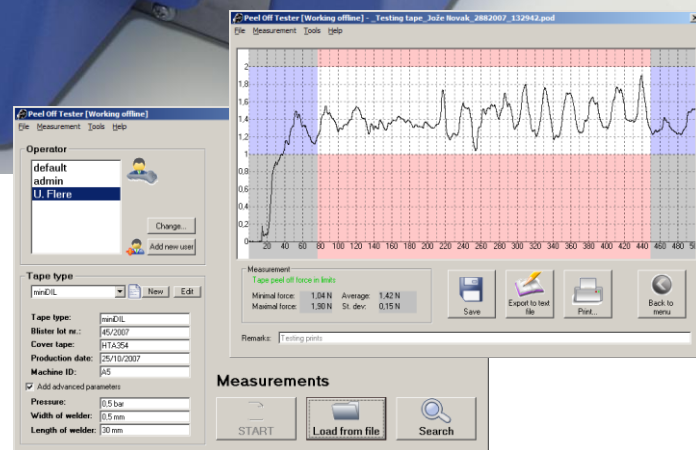 Peel Off Tester [Working offline] - _Testing tape_Jože Novak_2882007_132942.pod
File Measurement Tools Help
2
1,8
1,6
1,4
1,2
1
0,8
0,6
0,4
0,2
0
20 40 60 80 100 120 140 160 180 200 220 240 260 280 300 320 340 360 380 400 420 440 460 480
Measurement
Tape peel off force in limits
Minimal force: 1,04 N Average: 1,42 N
Maximal force: 1,90 N St. dev: 0,15 N
Save
Export to text
file
Print...
Back to
menu
Remarks: Testing prints
Peel Off Tester [Working offline]
File Measurement Tools Help
Operator
default
admin
U. Flere
Change...
Add new user
Tape type
miniDIL New Edit
Tape type: miniDIL
Blister lot nr.: 45/2007
Cover tape: HTA354
Production date: 25/10/2007
Machine ID: A5
Add advanced parameters
Pressure: 0,5 bar
Width of welder: 0,5 mm
Length of welder: 30 mm
Measurements
START
Load from file
Search